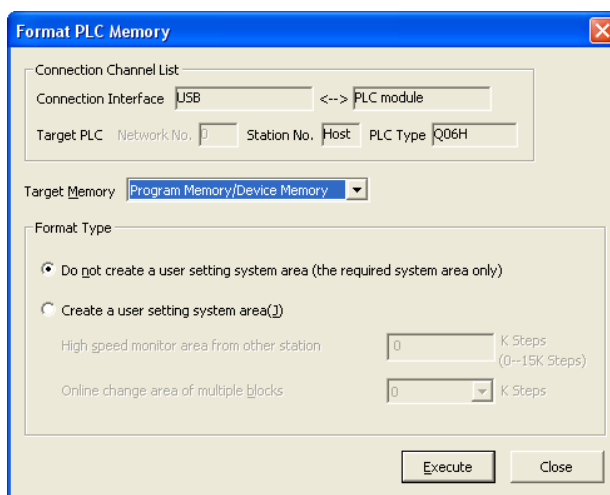 Format PLC Memory
Connection Channel List
Connection Interface USB <--> PLC module
Target PLC Network No. 0 Station No. Host PLC Type Q06H
Target Memory Program Memory/Device Memory
Format Type
Do not create a user setting system area (the required system area only)
Create a user setting system area(J)
High speed monitor area from other station 0 K Steps
(0--15K Steps)
Online change area of multiple blocks 0 K Steps
Execute Close